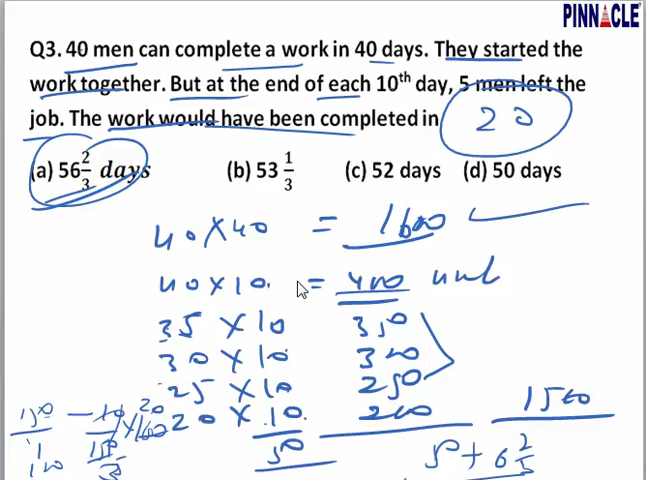 PINNACLE
Q3. 40 men can complete a work in 40 days. They started the
work together. But at the end of each 10th day, 5 men left the
job. The work would have been completed in
20
(a) 56 2/3 days (b) 53 1/3 (c) 52 days (d) 50 days
40 X 40 = 1600
40 X 10 = 400 unit
35 X 10 350
30 X 10 300
25 X 10 250
20 X 10 200 1500
50
50 + 6 2/3